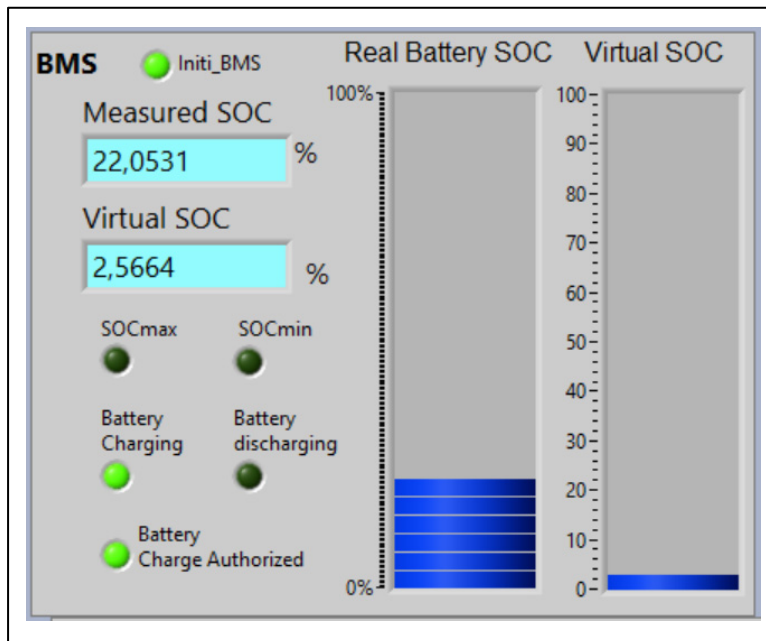 BMS
Initi_BMS
Real Battery SOC
Virtual SOC
Measured SOC
22,0531 %
Virtual SOC
2,5664 %
SOCmax
SOCmin
Battery
Charging
Battery
discharging
Battery
Charge Authorized
100%
0%
100
90
80
70
60
50
40
30
20
10
0